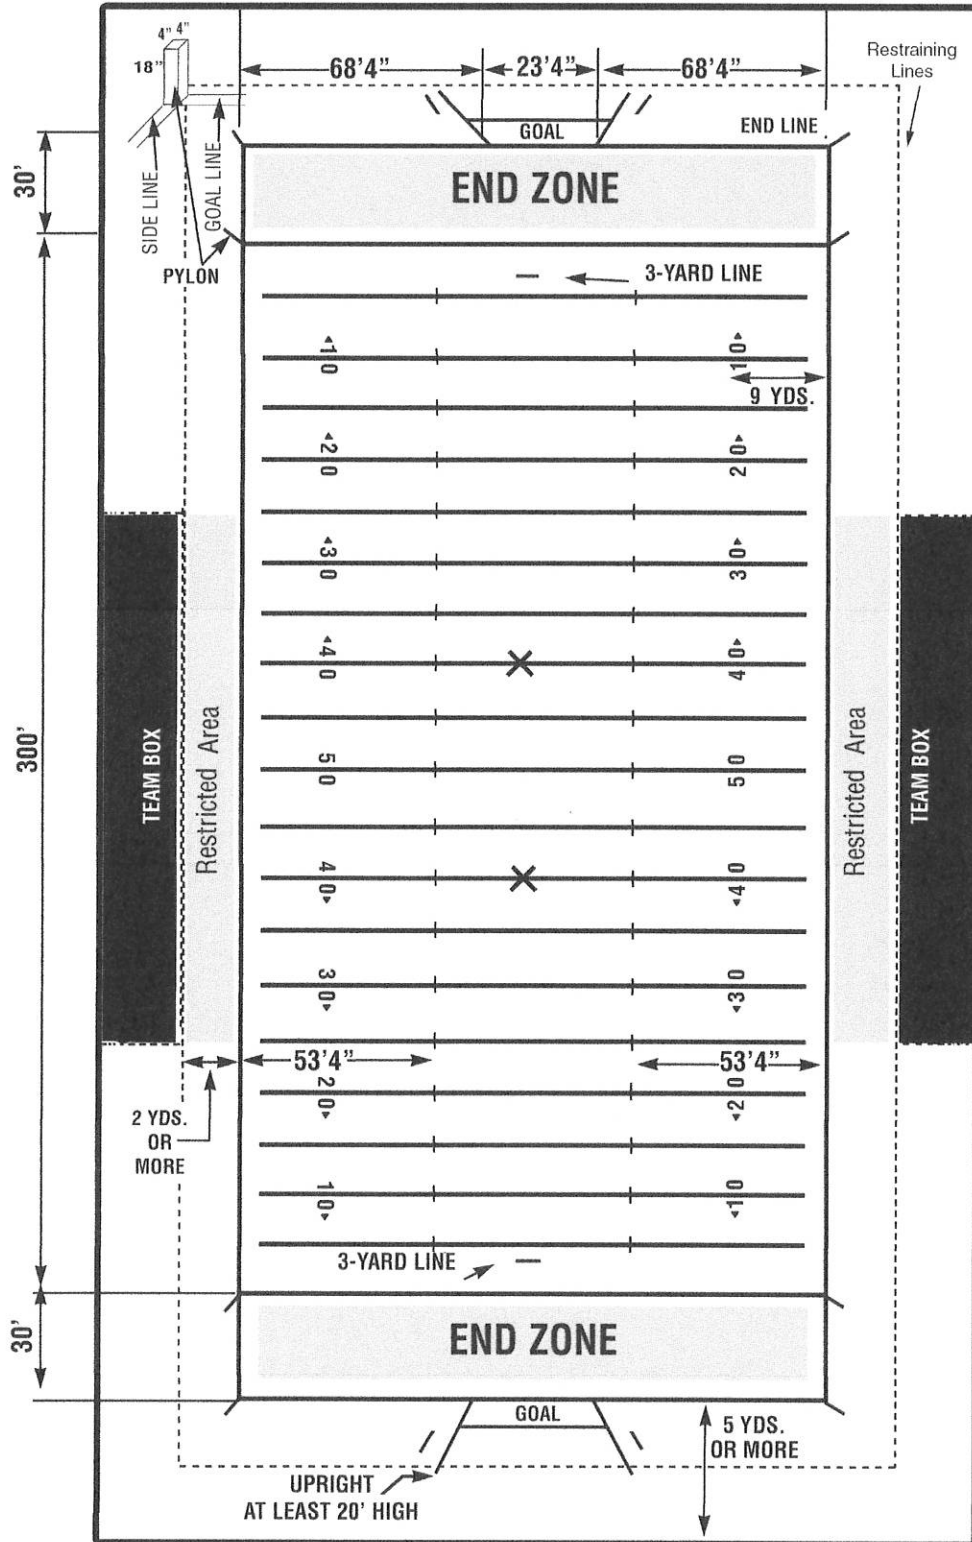 4" 4"
18"
68'4"
23'4"
68'4"
Restraining
Lines
GOAL
END LINE
30'
SIDE LINE
GOAL LINE
END ZONE
PYLON
3-YARD LINE
◂10
10▸
9 YDS.
◂20
20▸
◂30
30▸
◂40
40▸
300'
TEAM BOX
Restricted Area
50
50
Restricted Area
TEAM BOX
40▸
◂40
30▸
◂30
53'4"
53'4"
20▸
◂20
2 YDS.
OR
MORE
10▸
◂10
3-YARD LINE
30'
END ZONE
GOAL
5 YDS.
OR MORE
UPRIGHT
AT LEAST 20' HIGH